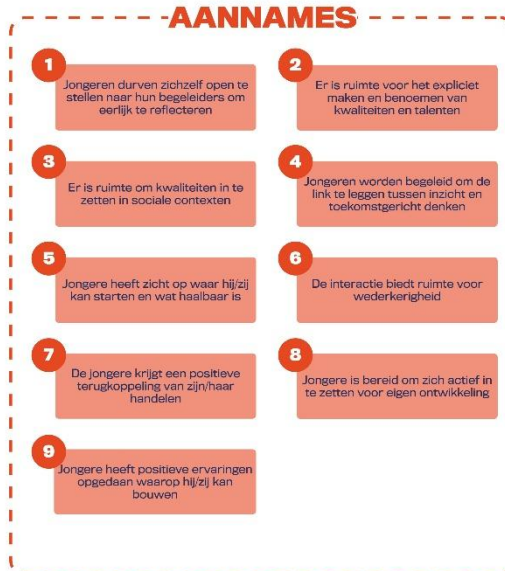 AANNAMES
1
Jongeren durven zichzelf open te
stellen naar hun begeleiders om
eerlijk te reflecteren
2
Er is ruimte voor het expliciet
maken en benoemen van
kwaliteiten en talenten
3
Er is ruimte om kwaliteiten in te
zetten in sociale contexten
4
Jongeren worden begeleid om de
link te leggen tussen inzicht en
toekomstgericht denken
5
Jongere heeft zicht op waar hij/zij
kan starten en wat haalbaar is
6
De interactie biedt ruimte voor
wederkerigheid
7
De jongere krijgt een positieve
terugkoppeling van zijn/haar
handelen
8
Jongere is bereid om zich actief in
te zetten voor eigen ontwikkeling
9
Jongere heeft positieve ervaringen
opgedaan waarop hij/zij kan
bouwen